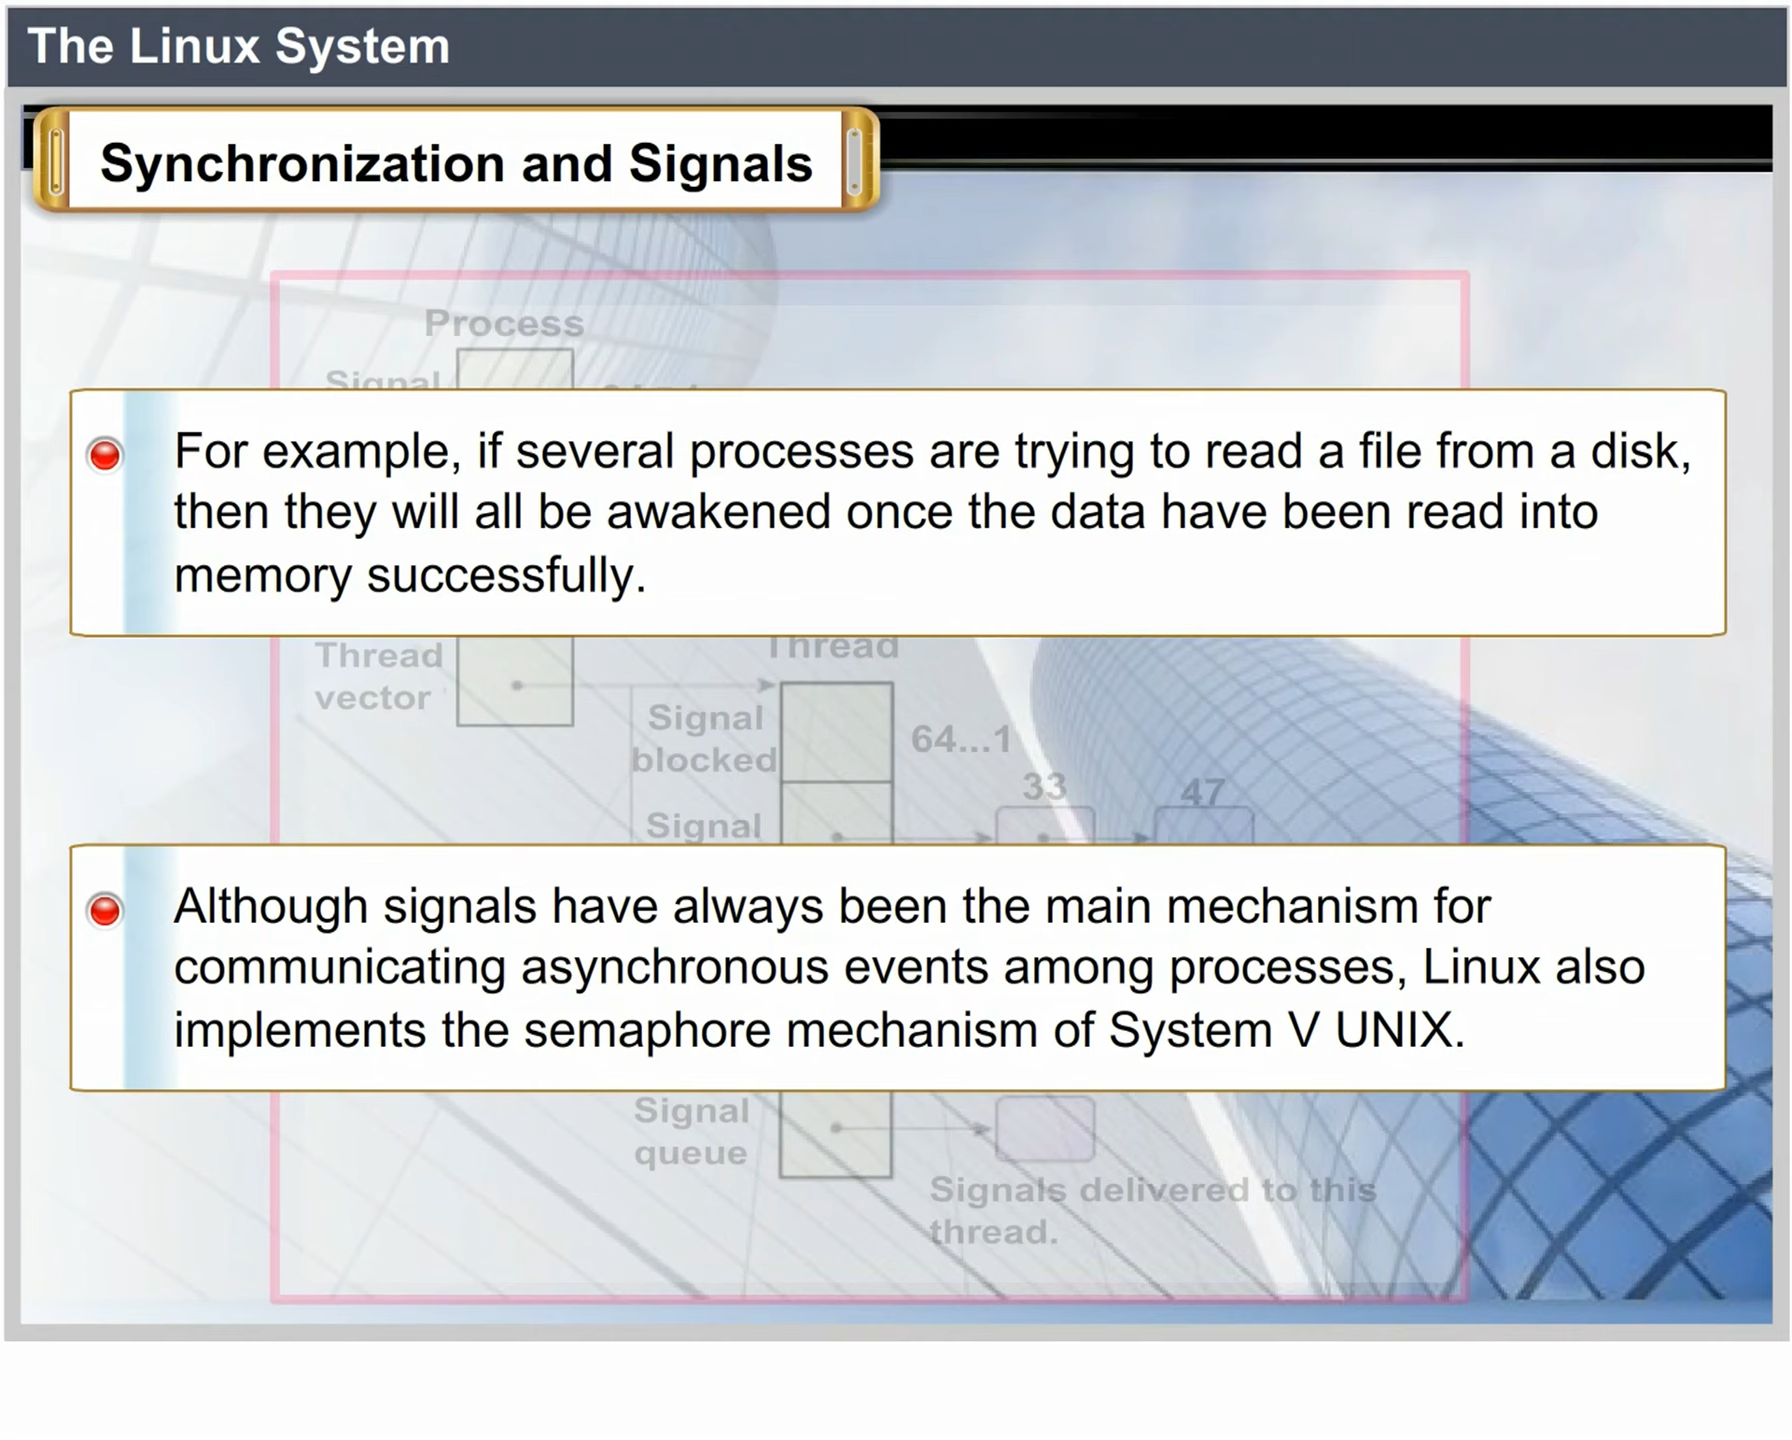 The Linux System
Synchronization and Signals
Process
Signal
For example, if several processes are trying to read a file from a disk,
then they will all be awakened once the data have been read into
memory successfully.
Thread
vector
Thread
Signal
blocked
64...1
33
47
Signal
Although signals have always been the main mechanism for
communicating asynchronous events among processes, Linux also
implements the semaphore mechanism of System V UNIX.
Signal
queue
Signals delivered to this
thread.